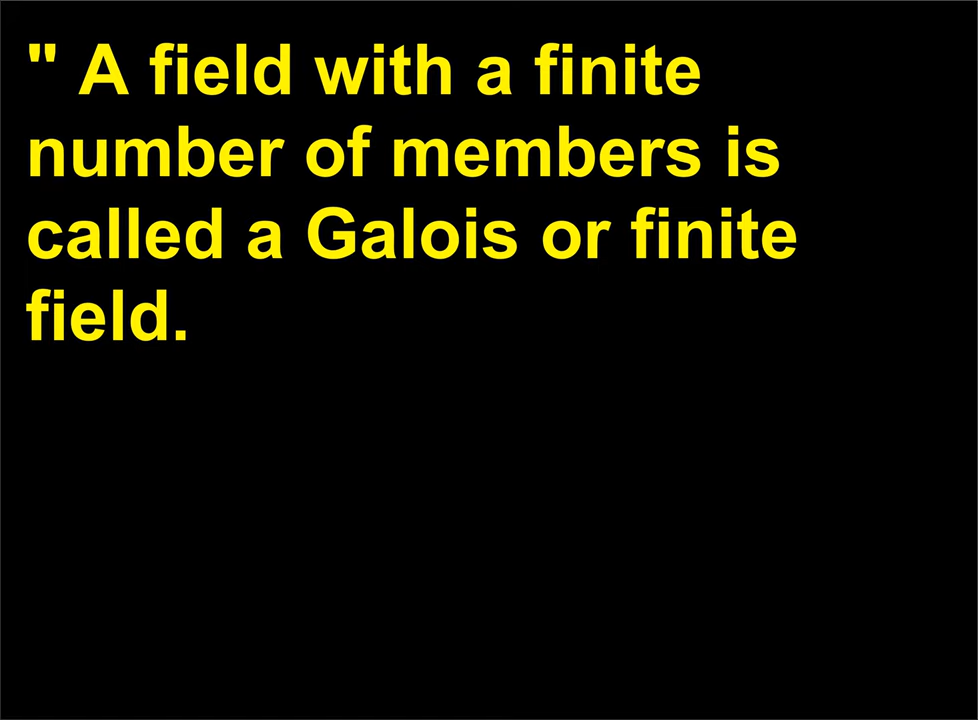 " A field with a finite
number of members is
called a Galois or finite
field.